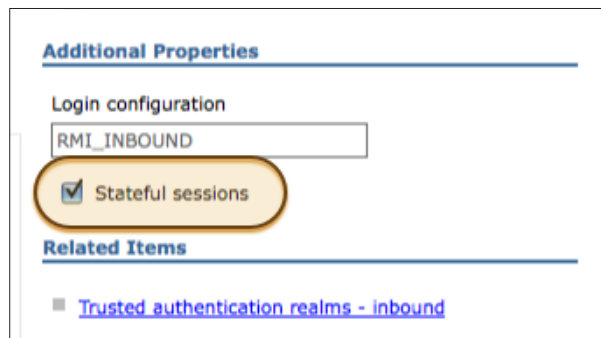 Additional Properties
Login configuration
RMI_INBOUND
Stateful sessions
Related Items
Trusted authentication realms - inbound